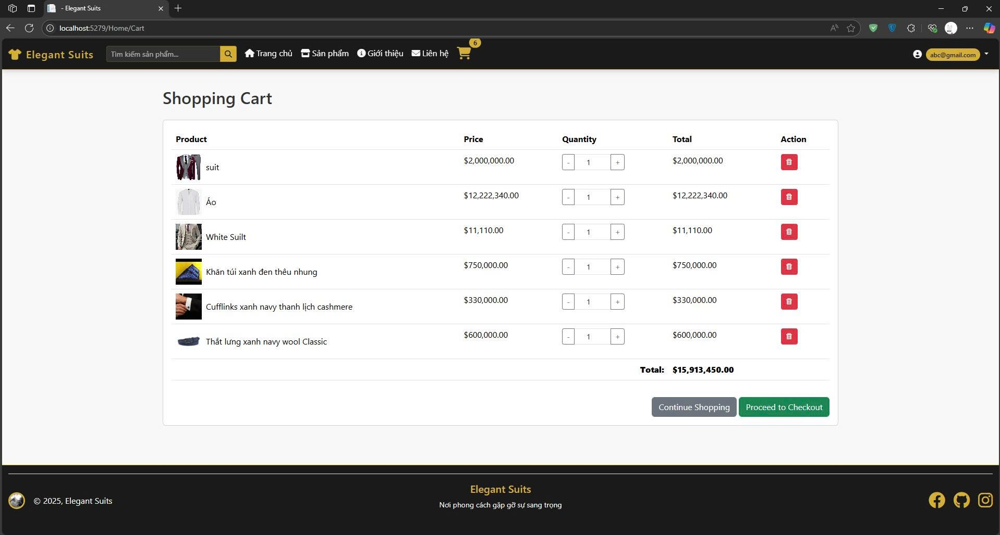 - Elegant Suits
localhost:5279/Home/Cart
Elegant Suits
Tìm kiếm sản phẩm...
Trang chủ
Sản phẩm
Giới thiệu
Liên hệ
6
abc@gmail.com
Shopping Cart
Product Price Quantity Total Action
suit $2,000,000.00 - 1 + $2,000,000.00
Áo $12,222,340.00 - 1 + $12,222,340.00
White Suilt $11,110.00 - 1 + $11,110.00
Khăn túi xanh đen thêu nhung $750,000.00 - 1 + $750,000.00
Cufflinks xanh navy thanh lịch cashmere $330,000.00 - 1 + $330,000.00
Thắt lưng xanh navy wool Classic $600,000.00 - 1 + $600,000.00
Total: $15,913,450.00
Continue Shopping Proceed to Checkout
Elegant Suits
© 2025, Elegant Suits
Nơi phong cách gặp gỡ sự sang trọng